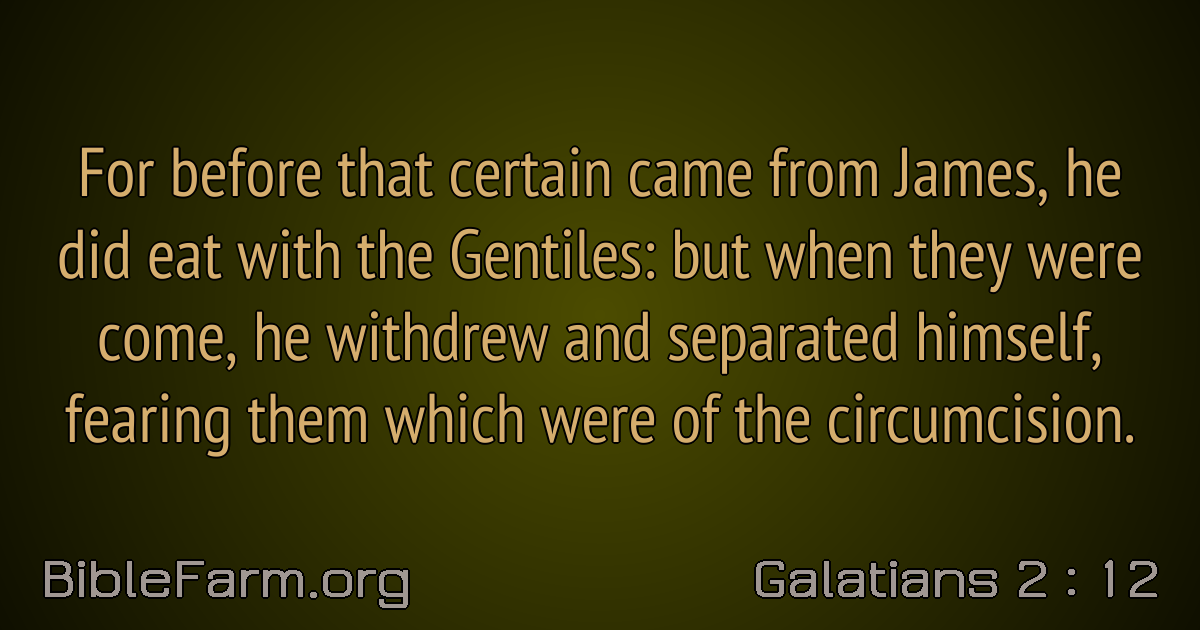 For before that certain came from James, he
did eat with the Gentiles: but when they were
come, he withdrew and separated himself,
fearing them which were of the circumcision.
BibleFarm.org
Galatians 2 : 12